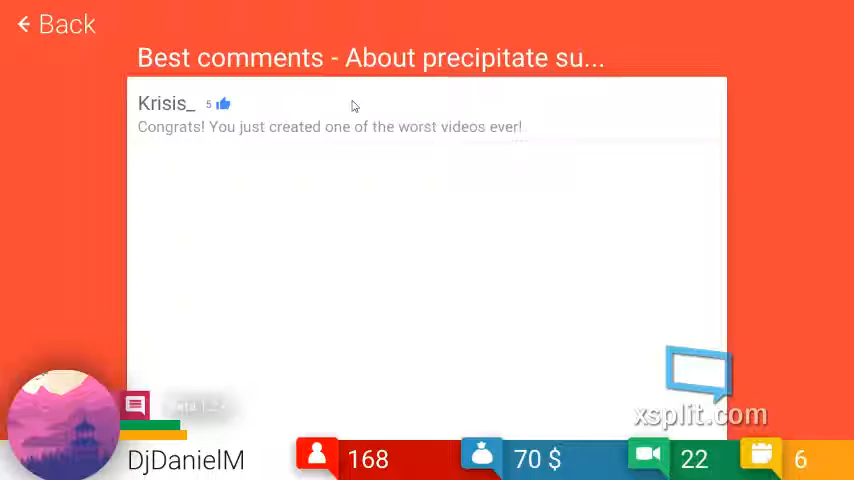 Back
Best comments - About precipitate su...
Krisis_ 5
Congrats! You just created one of the worst videos ever!
xsplit.com
DjDanielM
168
70 $
22
6